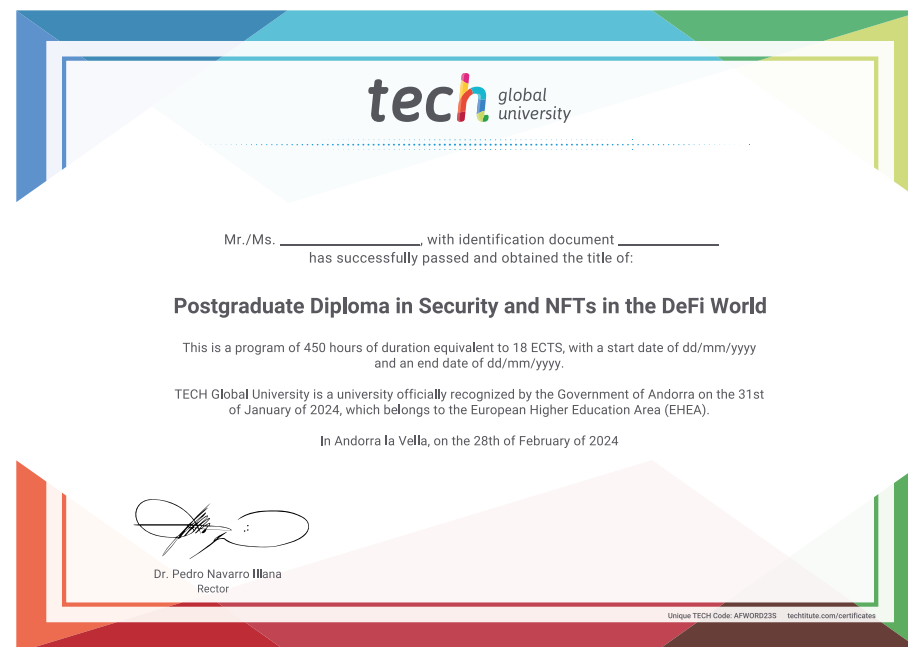 tech global university
Mr./Ms. ____________________, with identification document ______________
has successfully passed and obtained the title of:
Postgraduate Diploma in Security and NFTs in the DeFi World
This is a program of 450 hours of duration equivalent to 18 ECTS, with a start date of dd/mm/yyyy
and an end date of dd/mm/yyyy.
TECH Global University is a university officially recognized by the Government of Andorra on the 31st
of January of 2024, which belongs to the European Higher Education Area (EHEA).
In Andorra la Vella, on the 28th of February of 2024
Dr. Pedro Navarro Illana
Rector
Unique TECH Code: AFWORD23S techtitute.com/certificates